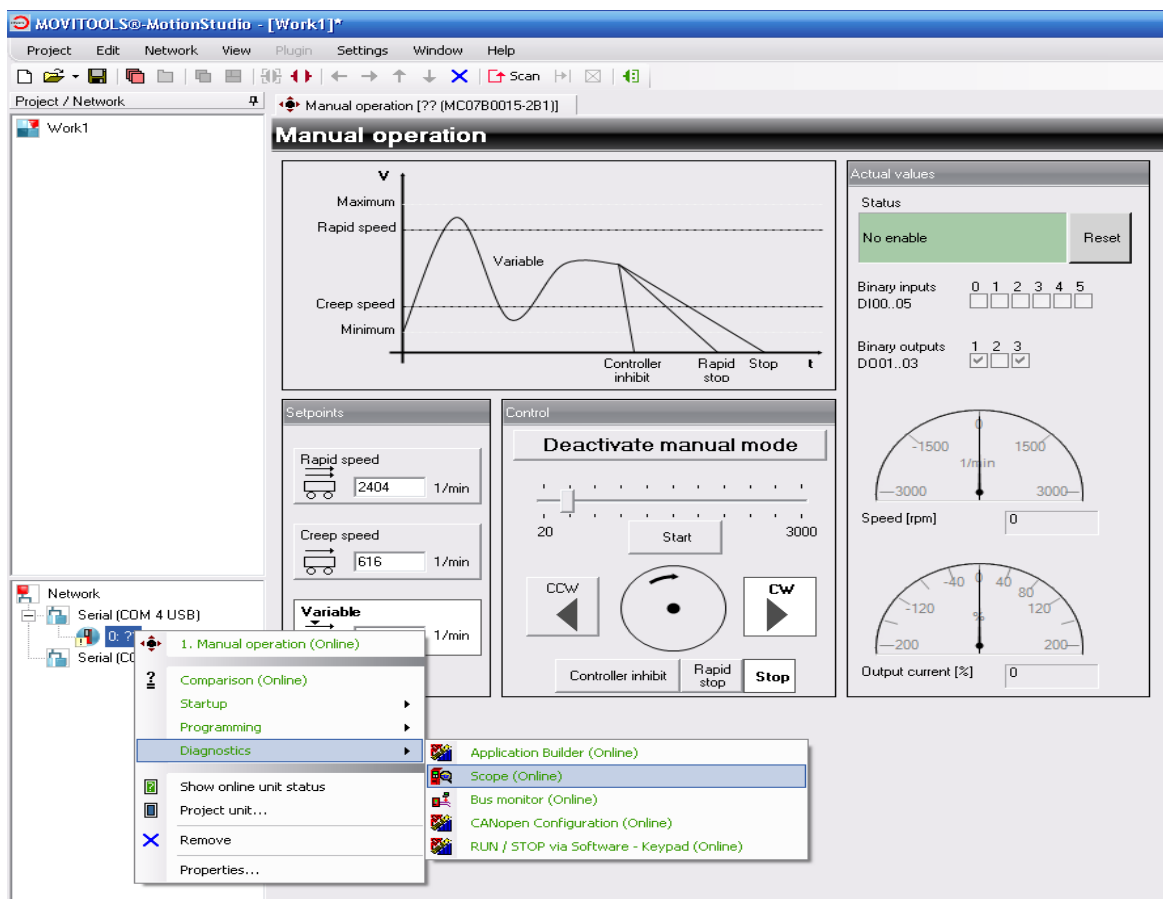 MOVITOOLS®-MotionStudio - [Work1]*
Project Edit Network View Plugin Settings Window Help
Scan
Project / Network
Work1
Manual operation [?? (MC07B0015-2B1)]
Manual operation
V
Maximum
Rapid speed
Variable
Creep speed
Minimum
Controller inhibit
Rapid stop
Stop
t
Setpoints
Rapid speed
2404 1/min
Creep speed
616 1/min
Variable
1/min
Control
Deactivate manual mode
20 3000
Start
CCW
CW
Controller inhibit
Rapid stop
Stop
Actual values
Status
No enable
Reset
Binary inputs 0 1 2 3 4 5
DI00..05
Binary outputs 1 2 3
DO01..03
0
-1500 1500
1/min
-3000 3000
Speed [rpm] 0
-40 0 40
80
-120 120
%
-200 200
Output current [%] 0
Network
Serial (COM 4 USB)
0: ?
Serial (CO
1. Manual operation (Online)
Comparison (Online)
Startup
Programming
Diagnostics
Show online unit status
Project unit...
Remove
Properties...
Application Builder (Online)
Scope (Online)
Bus monitor (Online)
CANopen Configuration (Online)
RUN / STOP via Software - Keypad (Online)